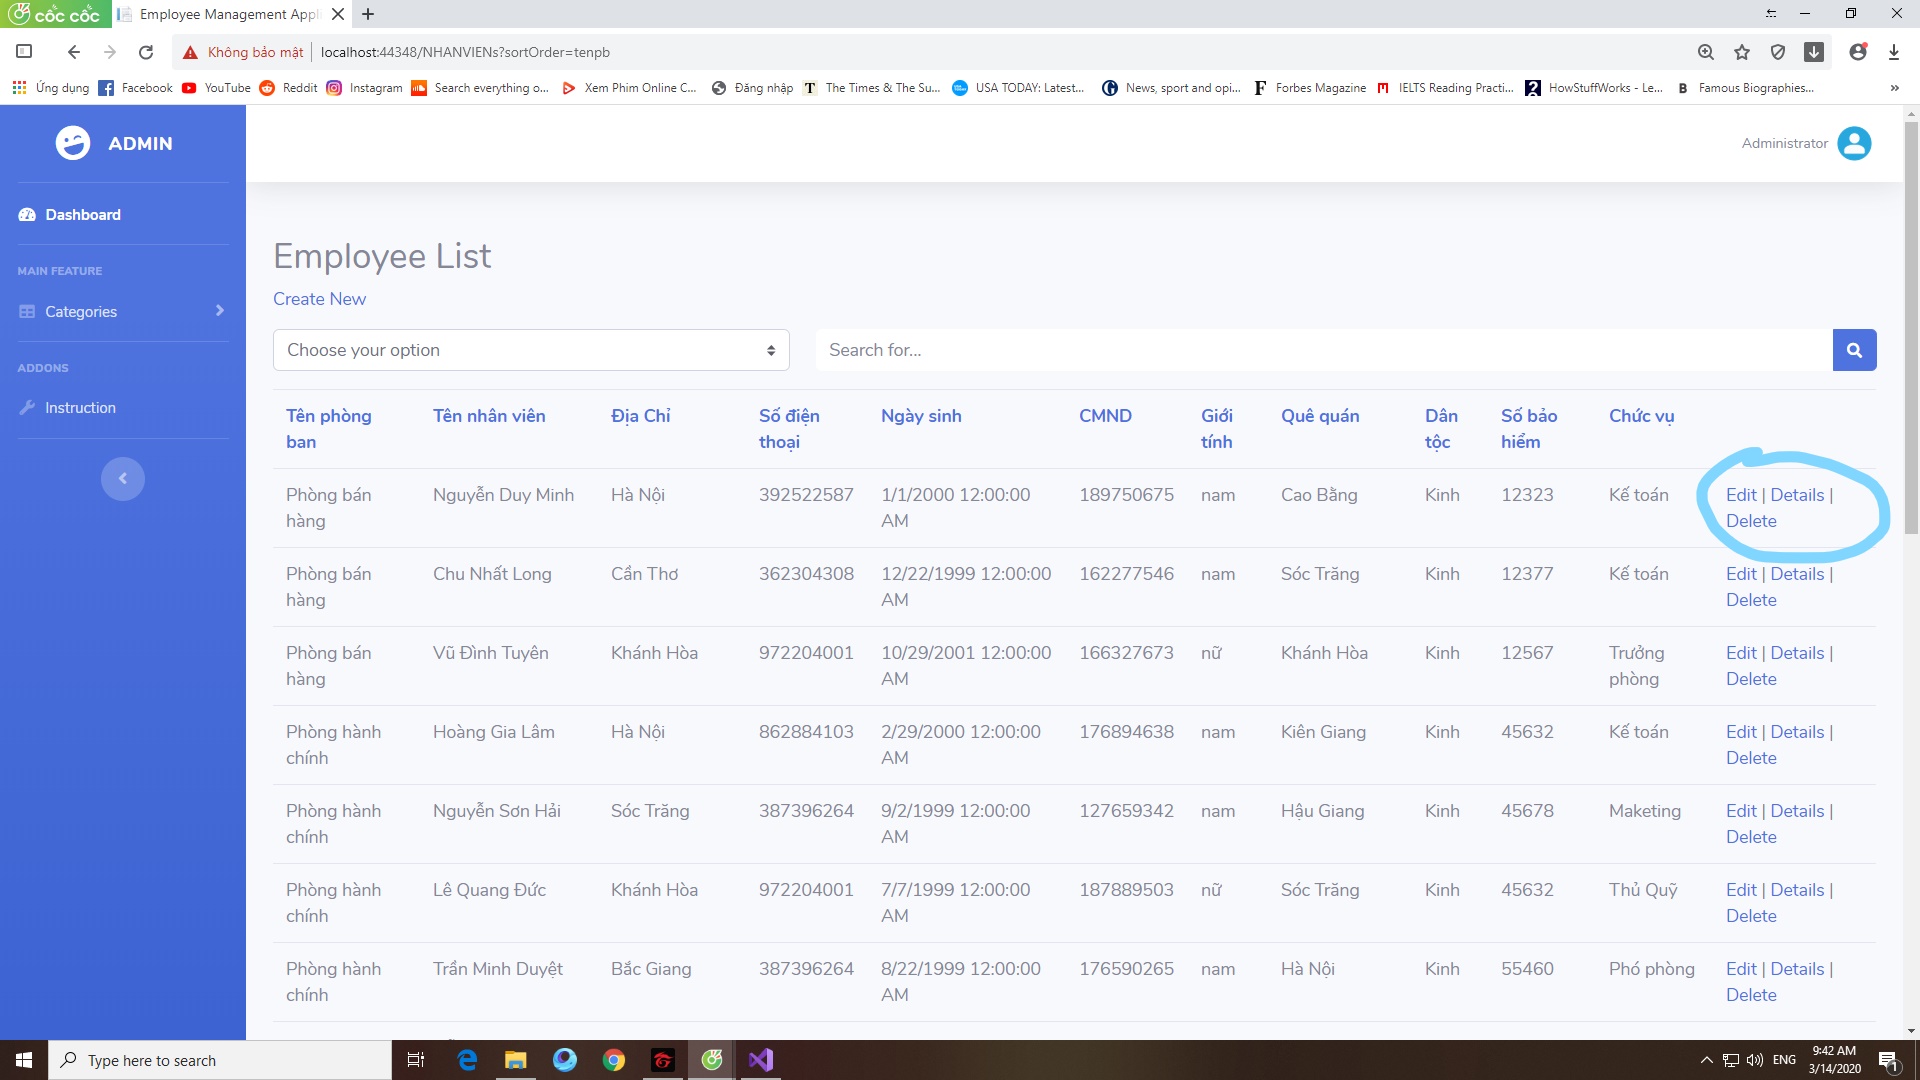 cốc cốc
Employee Management Appl
Không bảo mật
localhost:44348/NHANVIENs?sortOrder=tenpb
Ứng dụng
Facebook
YouTube
Reddit
Instagram
Search everything o...
Xem Phim Online C...
Đăng nhập
T
The Times & The Su...
USA TODAY: Latest...
News, sport and opi...
F
Forbes Magazine
IELTS Reading Practi...
HowStuffWorks - Le...
B
Famous Biographies...
»
ADMIN
Administrator
Dashboard
MAIN FEATURE
Categories
ADDONS
Instruction
Employee List
Create New
Choose your option
Search for...
Tên phòng ban
Tên nhân viên
Địa Chỉ
Số điện thoại
Ngày sinh
CMND
Giới tính
Quê quán
Dân tộc
Số bảo hiểm
Chức vụ
Phòng bán hàng
Nguyễn Duy Minh
Hà Nội
392522587
1/1/2000 12:00:00 AM
189750675
nam
Cao Bằng
Kinh
12323
Kế toán
Edit | Details | Delete
Phòng bán hàng
Chu Nhất Long
Cần Thơ
362304308
12/22/1999 12:00:00 AM
162277546
nam
Sóc Trăng
Kinh
12377
Kế toán
Edit | Details | Delete
Phòng bán hàng
Vũ Đình Tuyên
Khánh Hòa
972204001
10/29/2001 12:00:00 AM
166327673
nữ
Khánh Hòa
Kinh
12567
Trưởng phòng
Edit | Details | Delete
Phòng hành chính
Hoàng Gia Lâm
Hà Nội
862884103
2/29/2000 12:00:00 AM
176894638
nam
Kiên Giang
Kinh
45632
Kế toán
Edit | Details | Delete
Phòng hành chính
Nguyễn Sơn Hải
Sóc Trăng
387396264
9/2/1999 12:00:00 AM
127659342
nam
Hậu Giang
Kinh
45678
Maketing
Edit | Details | Delete
Phòng hành chính
Lê Quang Đức
Khánh Hòa
972204001
7/7/1999 12:00:00 AM
187889503
nữ
Sóc Trăng
Kinh
45632
Thủ Quỹ
Edit | Details | Delete
Phòng hành chính
Trần Minh Duyệt
Bắc Giang
387396264
8/22/1999 12:00:00 AM
176590265
nam
Hà Nội
Kinh
55460
Phó phòng
Edit | Details | Delete
Type here to search
ENG
9:42 AM
3/14/2020
1